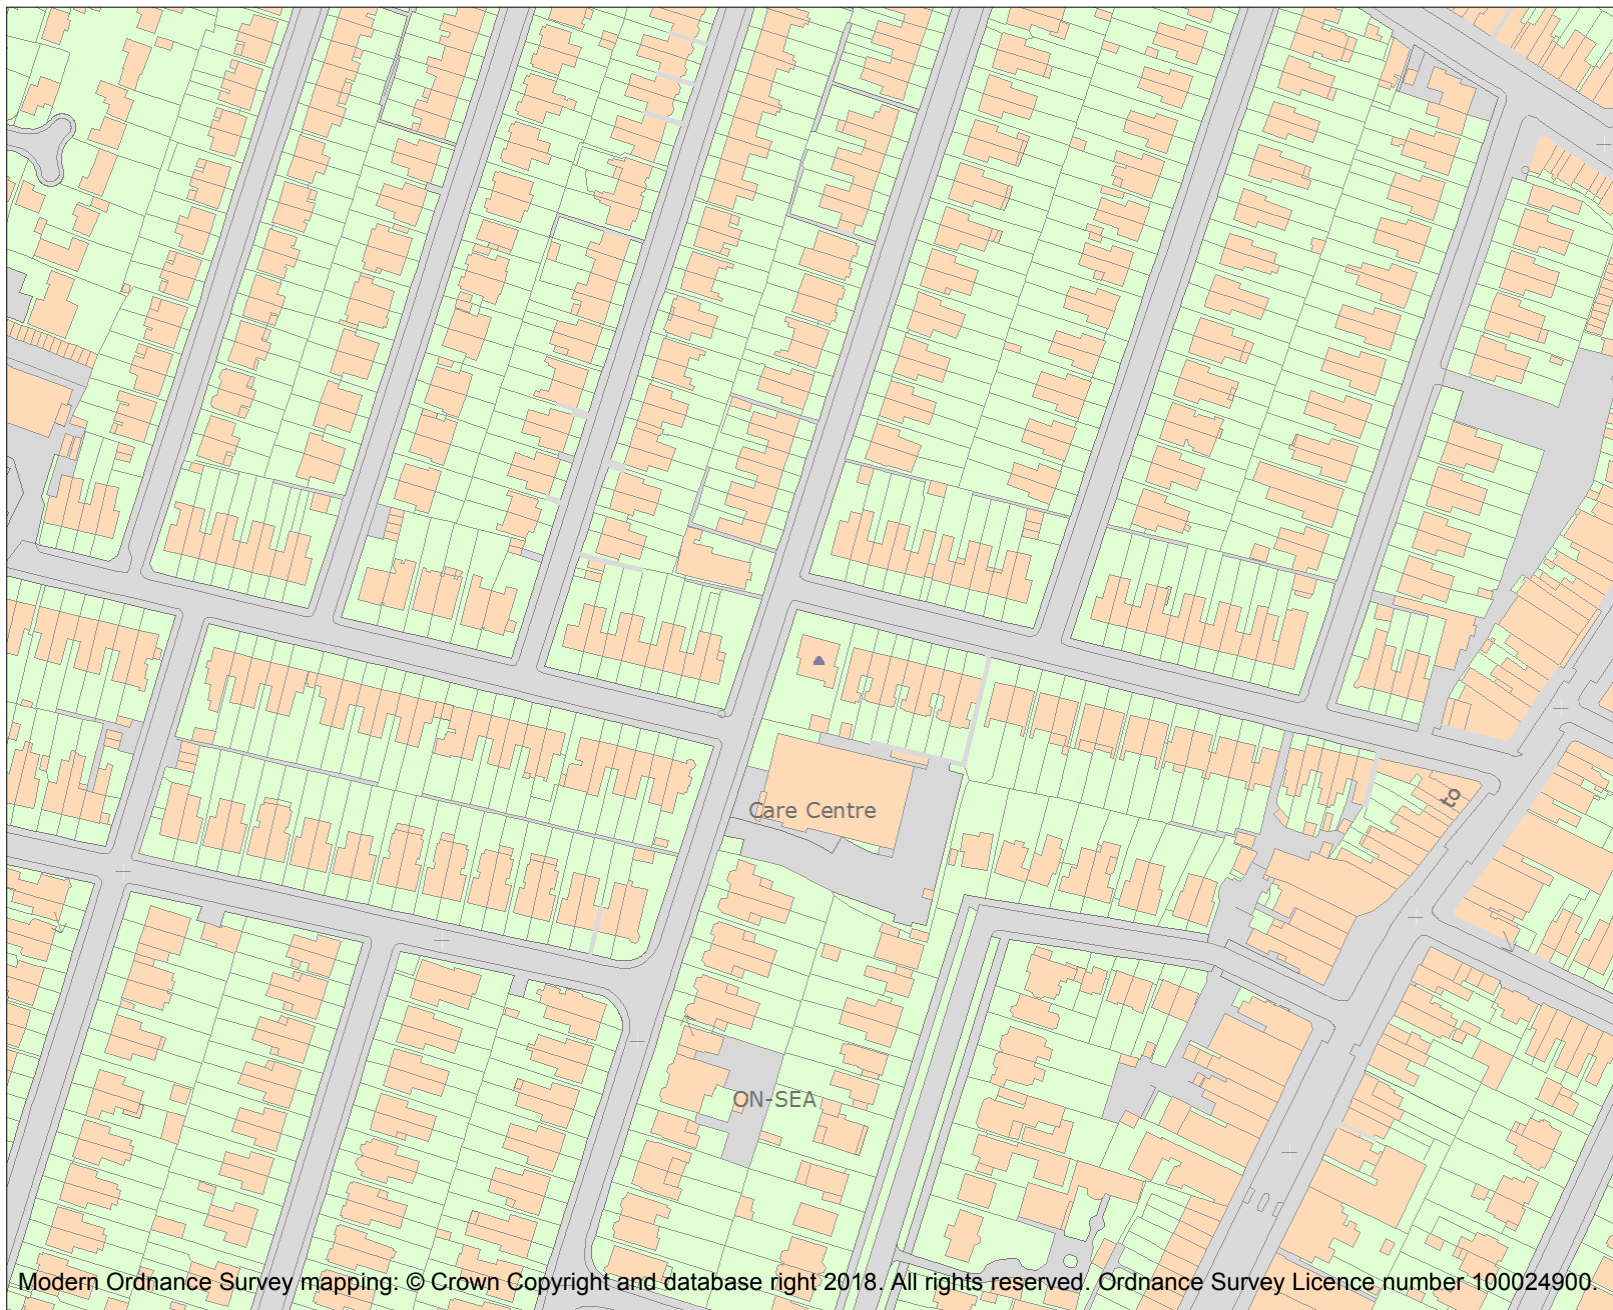 Care Centre
ON-SEA
Modern Ordnance Survey mapping: © Crown Copyright and database right 2018. All rights reserved. Ordnance Survey Licence number 100024900.